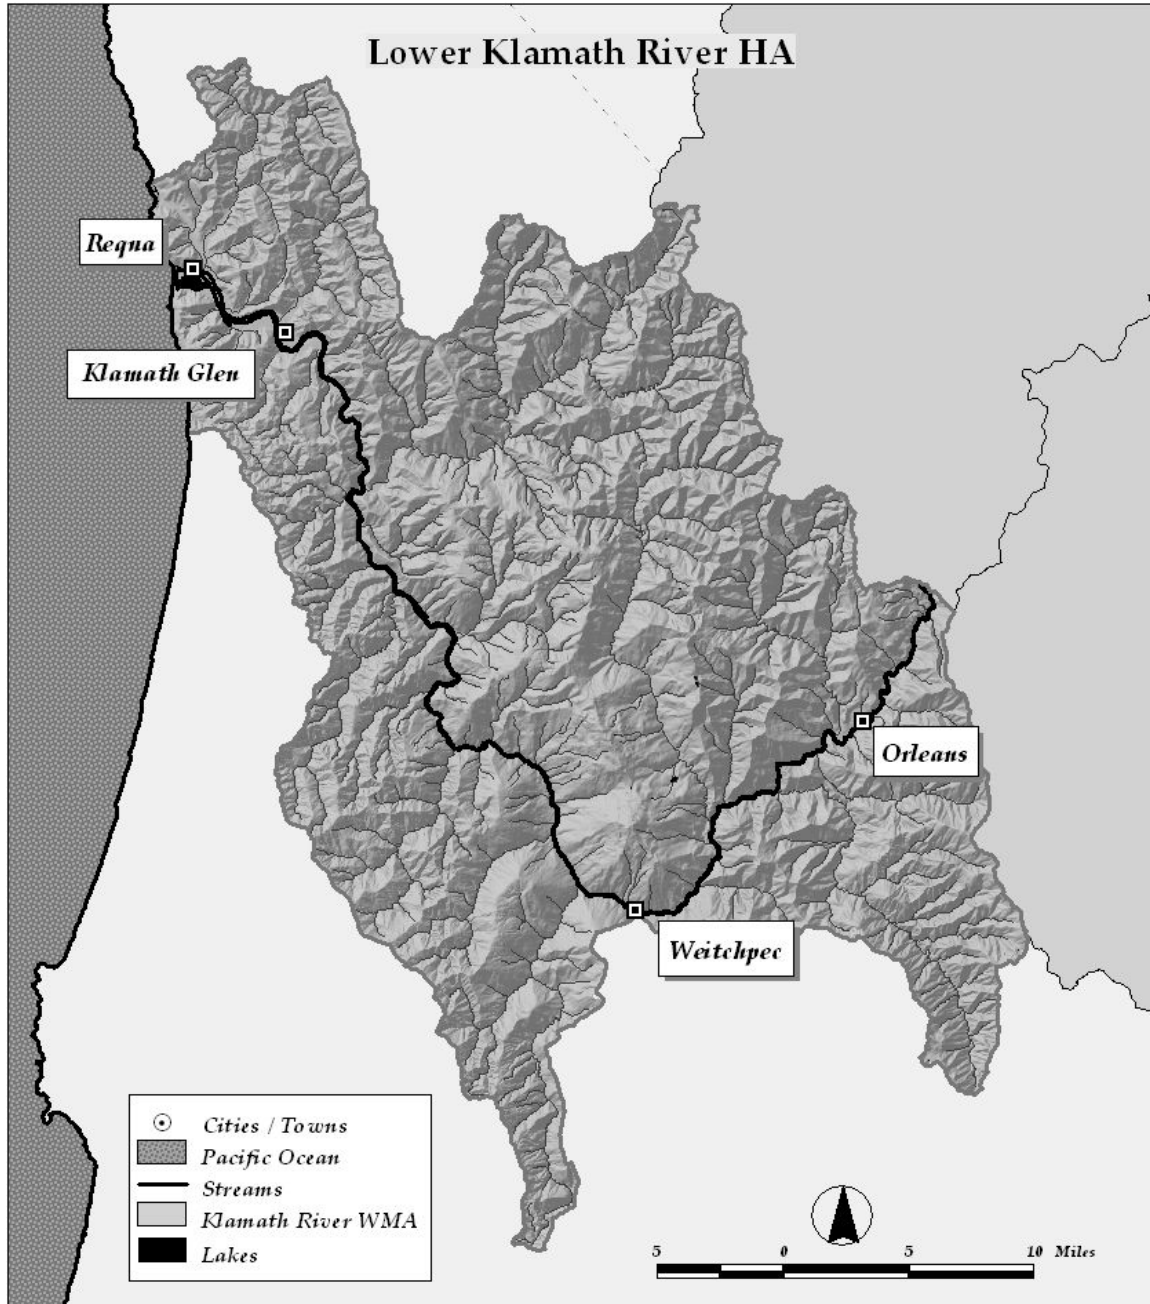 Lower Klamath River HA
Reqna
Klamath Glen
Orleans
Weitchpec
Cities / Towns
Pacific Ocean
Streams
Klamath River WMA
Lakes
5 0 5 10 Miles